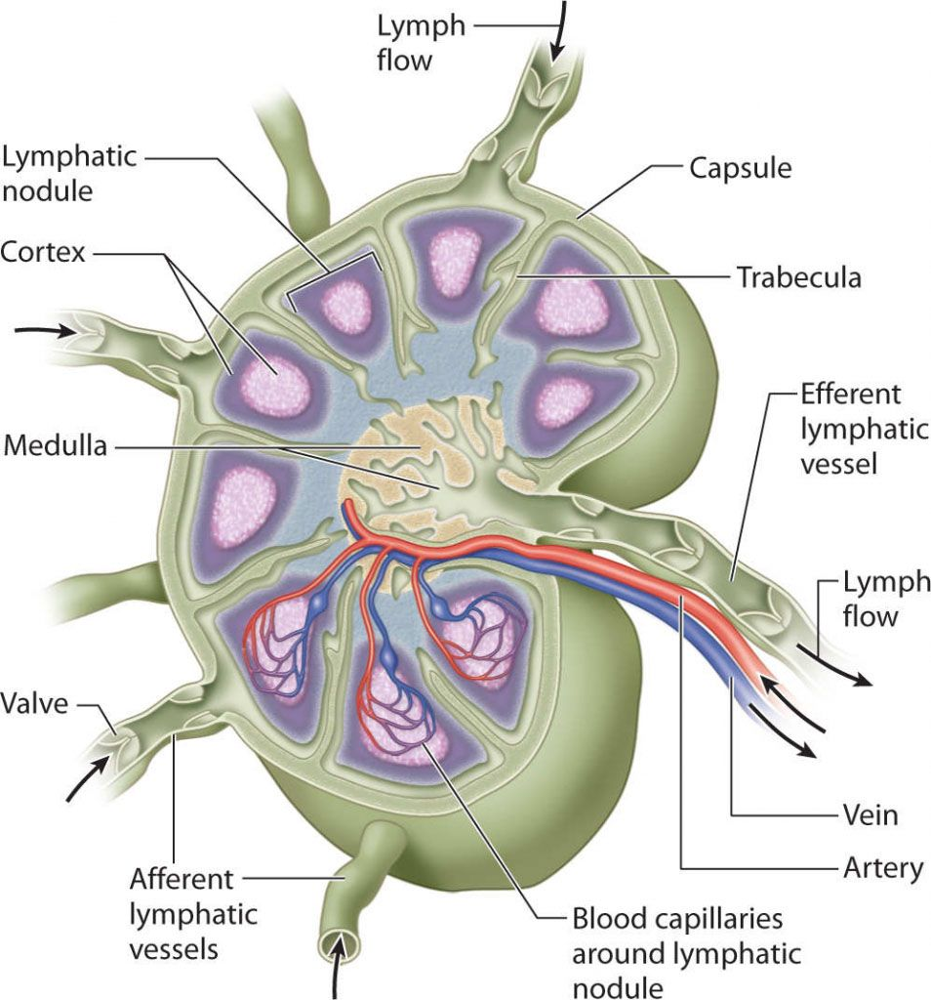 Lymph
flow
Lymphatic
nodule
Capsule
Cortex
Trabecula
Efferent
lymphatic
vessel
Medulla
Lymph
flow
Valve
Vein
Artery
Afferent
lymphatic
vessels
Blood capillaries
around lymphatic
nodule